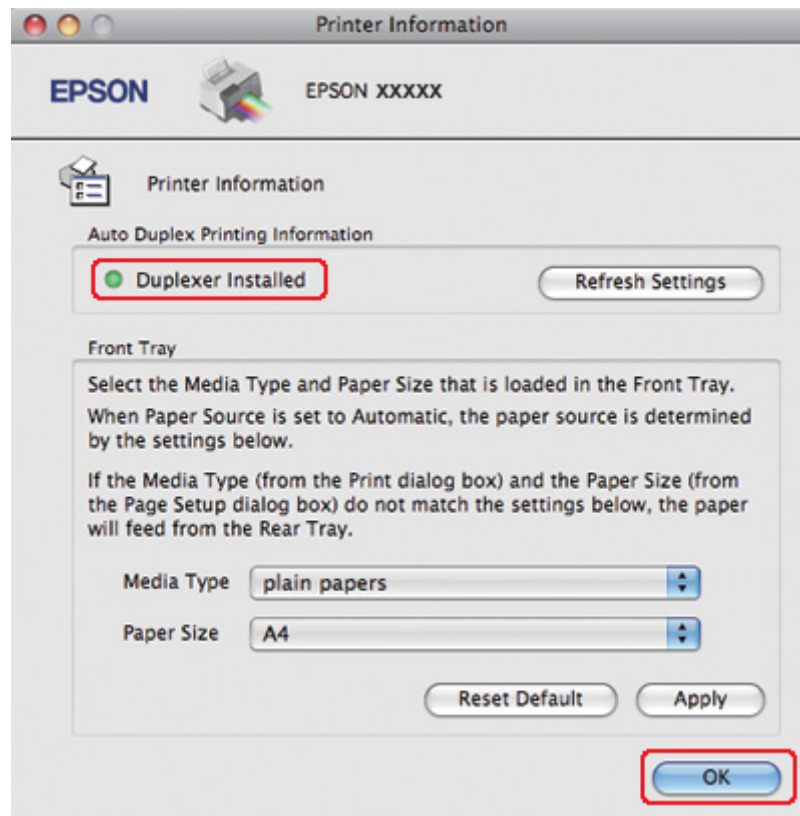 Printer Information
EPSON
EPSON XXXXX
Printer Information
Auto Duplex Printing Information
Duplexer Installed
Refresh Settings
Front Tray
Select the Media Type and Paper Size that is loaded in the Front Tray.
When Paper Source is set to Automatic, the paper source is determined
by the settings below.
If the Media Type (from the Print dialog box) and the Paper Size (from
the Page Setup dialog box) do not match the settings below, the paper
will feed from the Rear Tray.
Media Type plain papers
Paper Size A4
Reset Default
Apply
OK